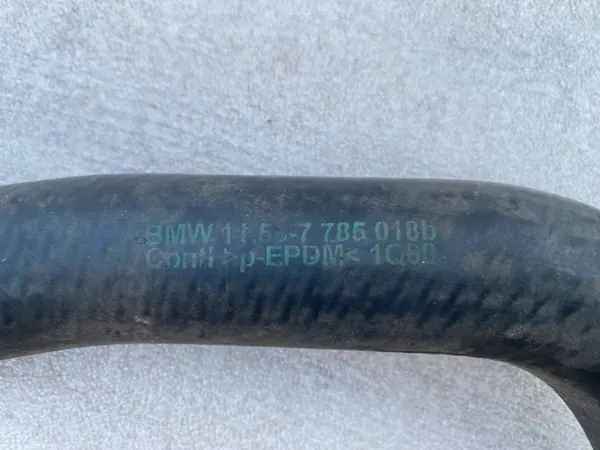 BMW 7 785 018b
Conti >p-EPDM<